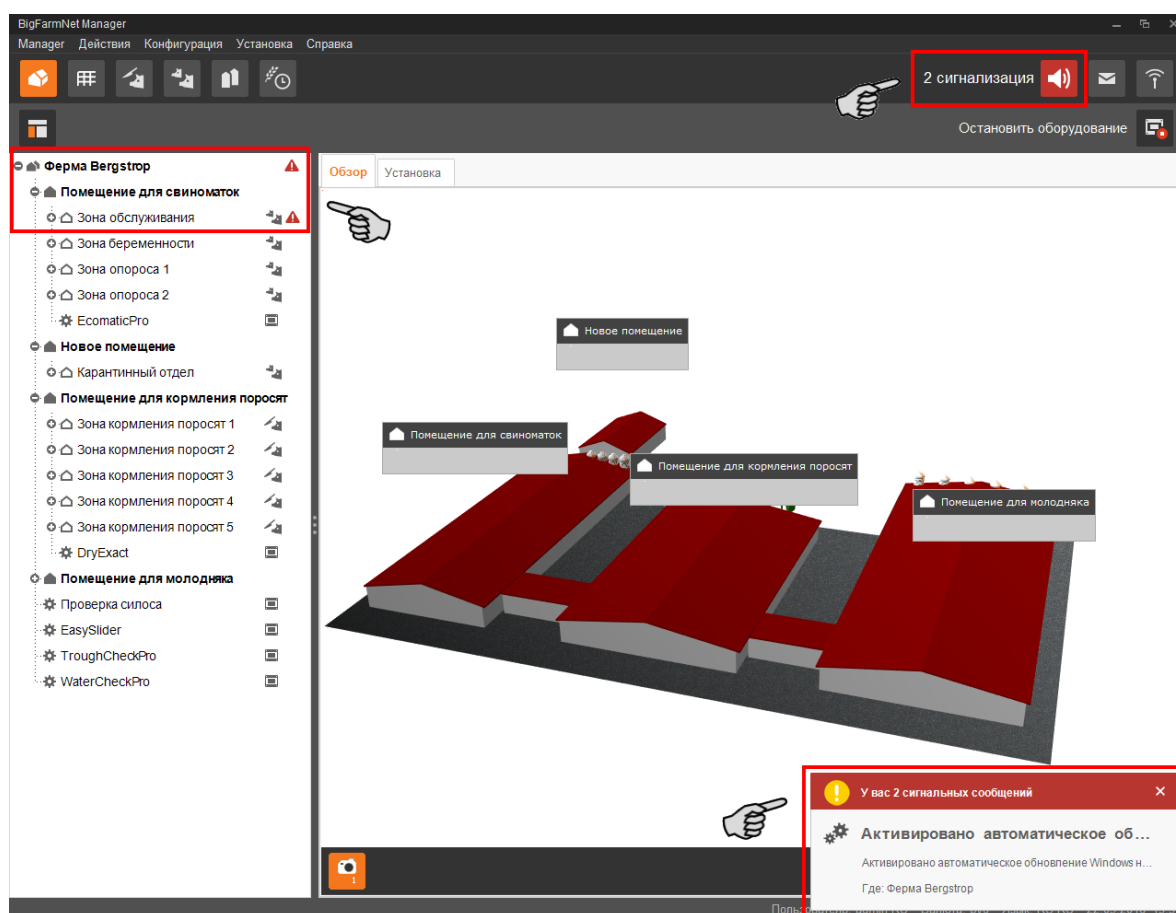 BigFarmNet Manager
Manager Действия Конфигурация Установка Справка
2 сигнализация
Остановить оборудование
Ферма Bergstrop
Помещение для свиноматок
Зона обслуживания
Зона беременности
Зона опороса 1
Зона опороса 2
EcomaticPro
Новое помещение
Карантинный отдел
Помещение для кормления поросят
Зона кормления поросят 1
Зона кормления поросят 2
Зона кормления поросят 3
Зона кормления поросят 4
Зона кормления поросят 5
DryExact
Помещение для молодняка
Проверка силоса
EasySlider
TroughCheckPro
WaterCheckPro
Обзор Установка
Новое помещение
Помещение для свиноматок
Помещение для кормления поросят
Помещение для молодняка
1
У вас 2 сигнальных сообщений
Активировано автоматическое об...
Активировано автоматическое обновление Windows н...
Где: Ферма Bergstrop